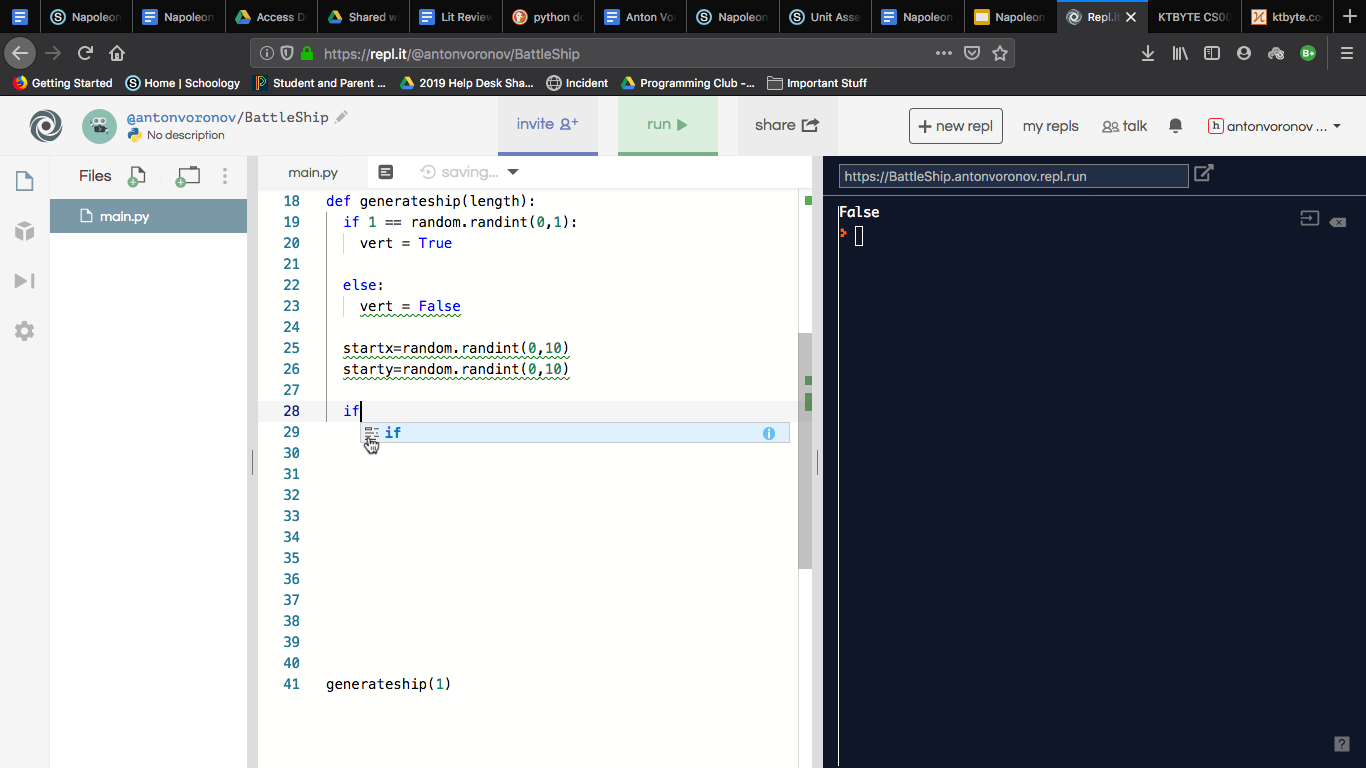 Napoleon
Napoleon
Access D
Shared w
Lit Review
python do
Anton Vo
Napoleon
Unit Asse
Napoleon
Napoleon
Repl.it
KTBYTE CS0
ktbyte.co
https://repl.it/@antonvoronov/BattleShip
Getting Started
Home | Schoology
Student and Parent ...
2019 Help Desk Sha...
Incident
Programming Club -...
Important Stuff
@antonvoronov/BattleShip
No description
invite
run
share
+ new repl
my repls
talk
h antonvoronov ...
Files
main.py
saving...
https://BattleShip.antonvoronov.repl.run
main.py
18 def generateship(length):
19 if 1 == random.randint(0,1):
20 vert = True
21
22 else:
23 vert = False
24
25 startx=random.randint(0,10)
26 starty=random.randint(0,10)
27
28 if
if
29
30
31
32
33
34
35
36
37
38
39
40
41 generateship(1)
False
?